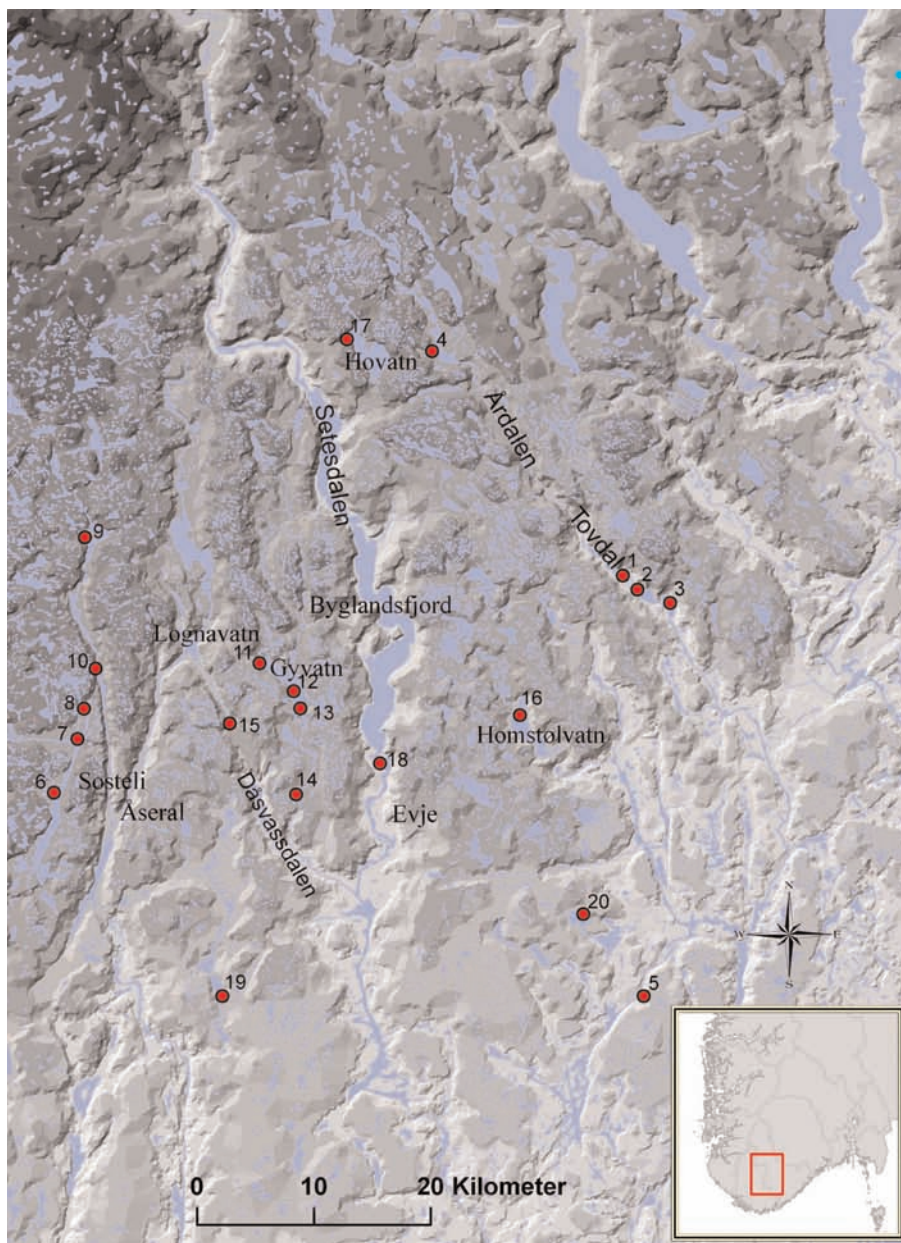 17
4
Hovatn
Årdalen
Setesdalen
9
Tovdal
1
2
3
Byglandsfjord
Lognavatn
11
Gyvatn
10
12
8
13
16
15
Homstølvatn
7
18
6
Sosteli
14
Åseral
Dåsvassdalen
Evje
20
N
W
E
S
19
5
0
10
20 Kilometer